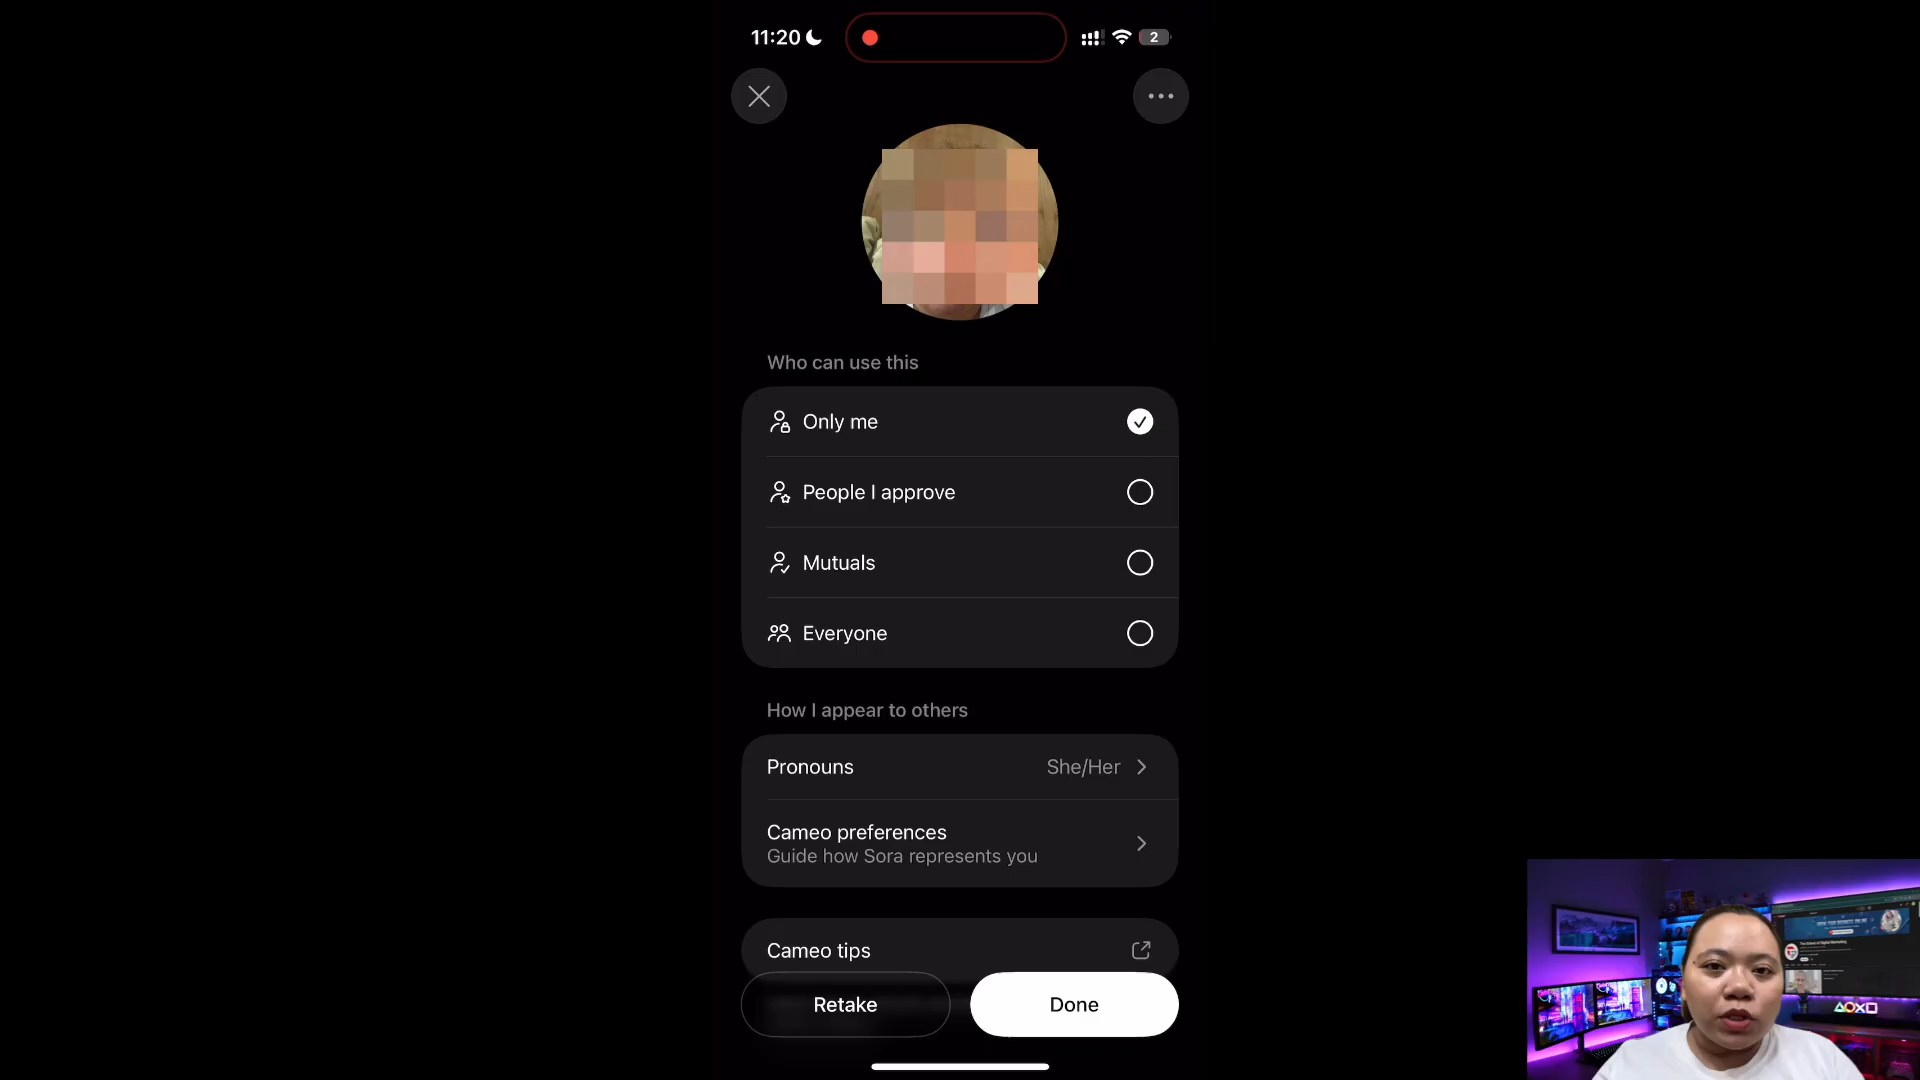 11:20
2
Who can use this
Only me
People I approve
Mutuals
Everyone
How I appear to others
Pronouns
She/Her
Cameo preferences
Guide how Sora represents you
Cameo tips
Retake
Done